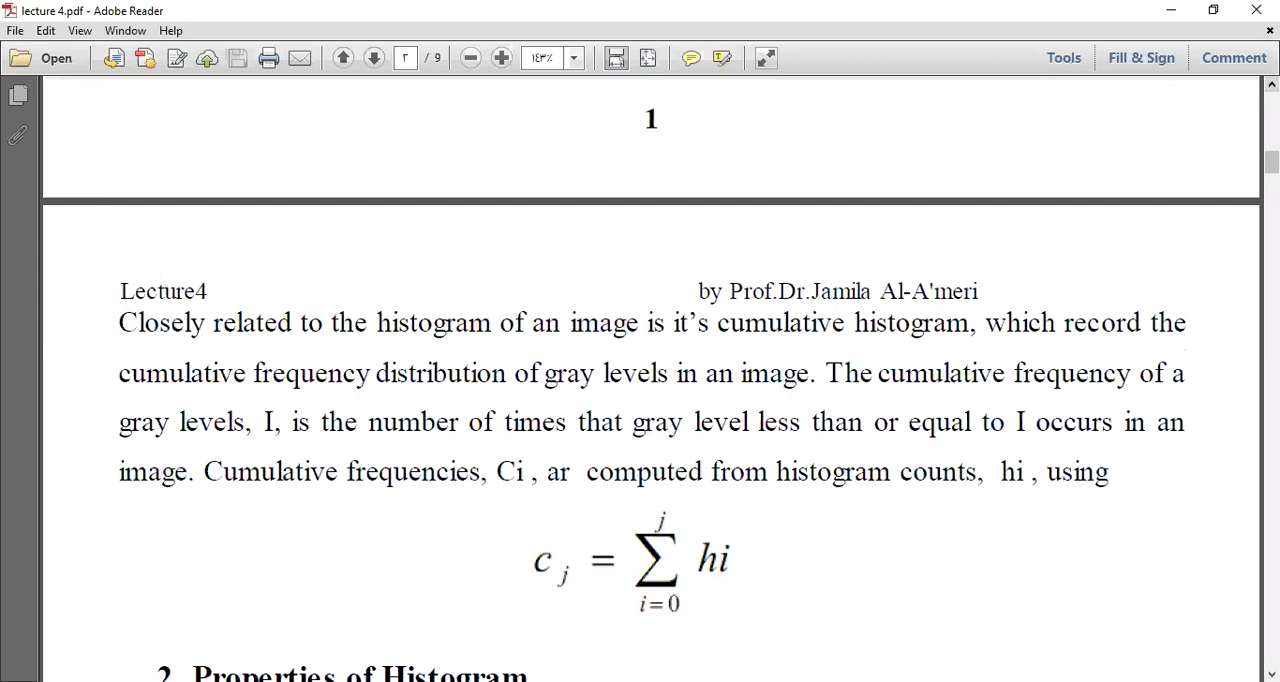 lecture 4.pdf - Adobe Reader
File Edit View Window Help
Open ٢ / 9 ١٤٣٪ Tools Fill & Sign Comment
1
Lecture4 by Prof.Dr.Jamila Al-A'meri
Closely related to the histogram of an image is it’s cumulative histogram, which record the
cumulative frequency distribution of gray levels in an image. The cumulative frequency of a
gray levels, I, is the number of times that gray level less than or equal to I occurs in an
image. Cumulative frequencies, Ci , ar computed from histogram counts, hi , using
c j = ∑ j i=0 hi
2 Properties of Histogram